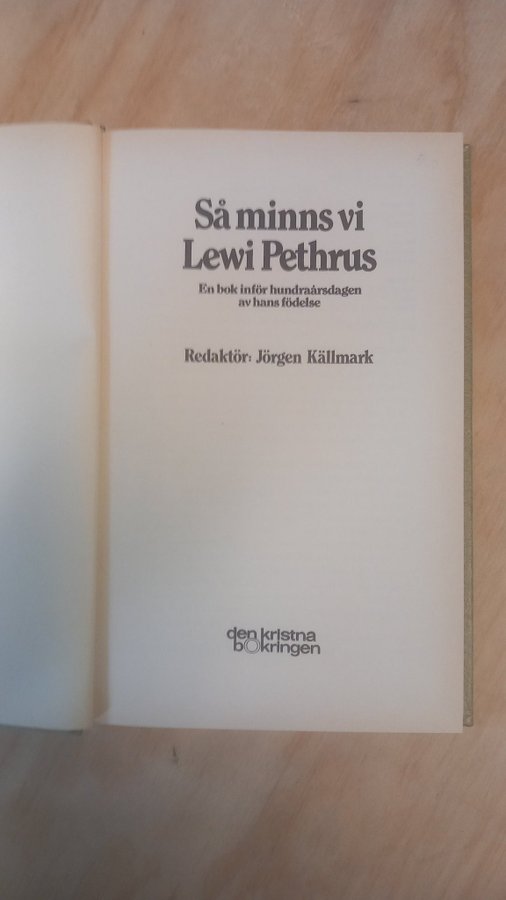 Så minns vi
Lewi Pethrus
En bok inför hundraårsdagen
av hans födelse
Redaktör: Jörgen Källmark
den kristna
bokringen